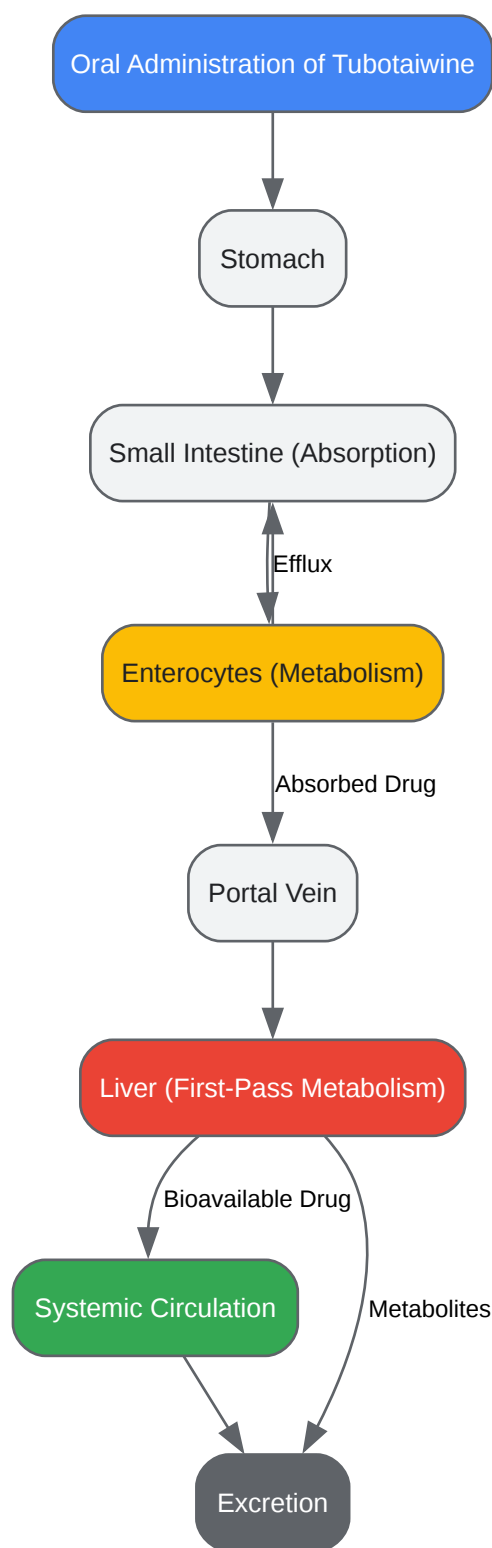 Oral Administration of Tubotaiwine
Stomach
Small Intestine (Absorption)
Efflux
Enterocytes (Metabolism)
Absorbed Drug
Portal Vein
Liver (First-Pass Metabolism)
Bioavailable Drug
Systemic Circulation
Metabolites
Excretion